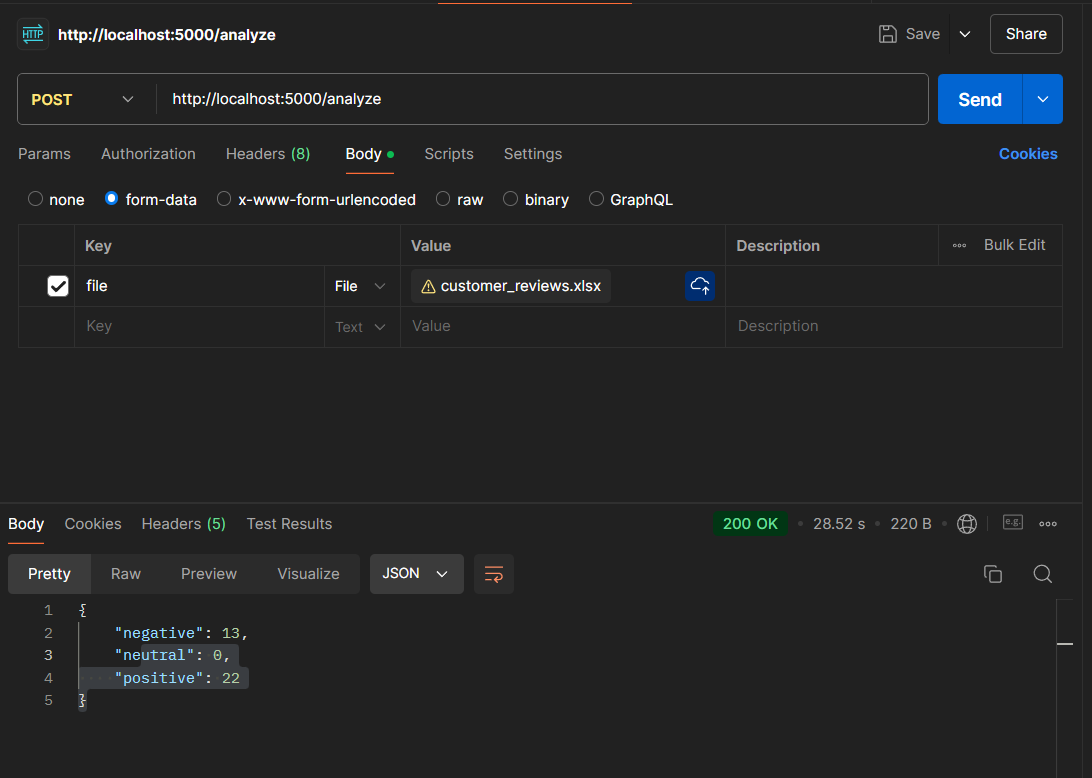 HTTP http://localhost:5000/analyze Save Share
POST http://localhost:5000/analyze Send
Params Authorization Headers (8) Body Scripts Settings Cookies
none form-data x-www-form-urlencoded raw binary GraphQL
Key Value Description Bulk Edit
file File customer_reviews.xlsx
Key Text Value Description
Body Cookies Headers (5) Test Results 200 OK 28.52 s 220 B e.g.
Pretty Raw Preview Visualize JSON
1 {
2 "negative": 13,
3 "neutral": 0,
4 "positive": 22
5 }